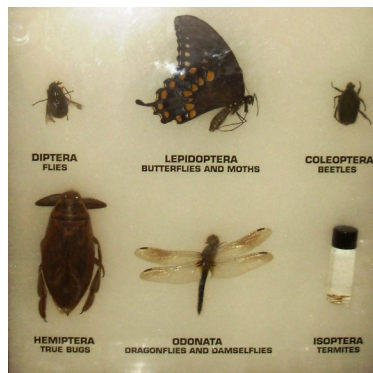 DIPTERA
FLIES
LEPIDOPTERA
BUTTERFLIES AND MOTHS
COLEOPTERA
BEETLES
HEMIPTERA
TRUE BUGS
ODONATA
DRAGONFLIES AND DAMSELFLIES
ISOPTERA
TERMITES